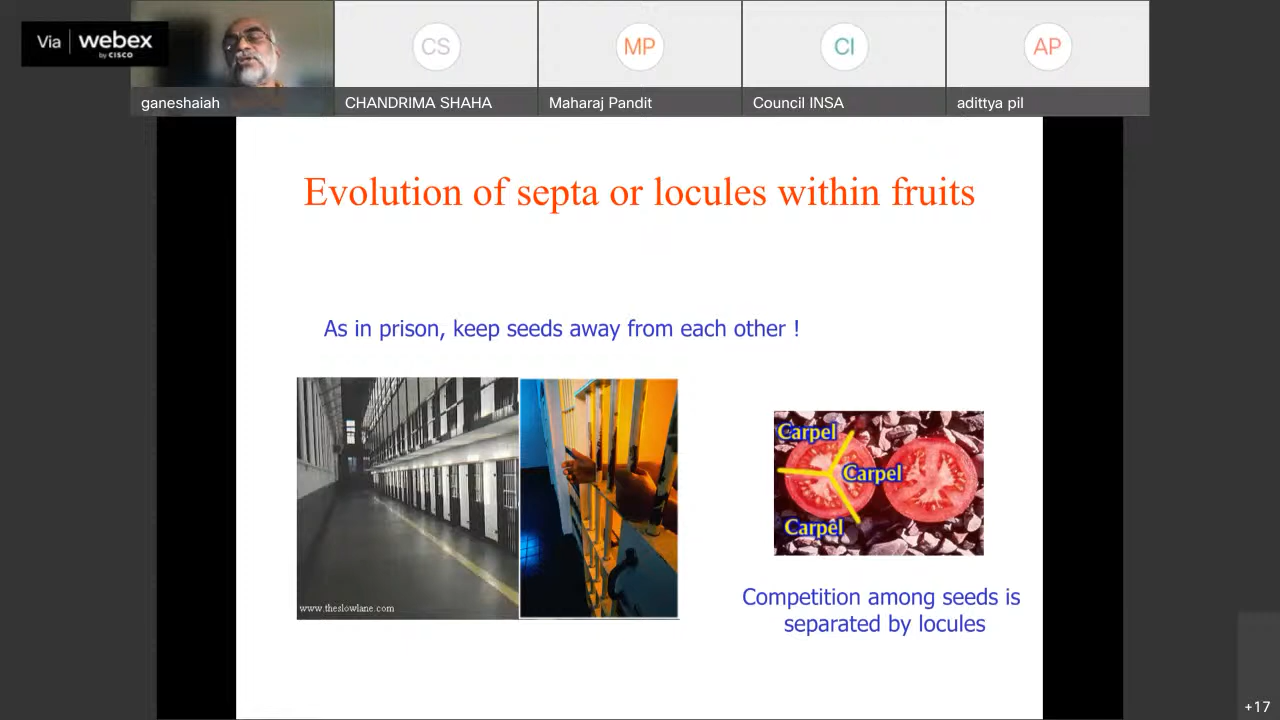 Via webex
by CISCO
CS
MP
CI
AP
ganeshaiah
CHANDRIMA SHAHA
Maharaj Pandit
Council INSA
adittya pil
Evolution of septa or locules within fruits
As in prison, keep seeds away from each other !
www.theslowlane.com
Carpel
Carpel
Carpel
Competition among seeds is
separated by locules
+17